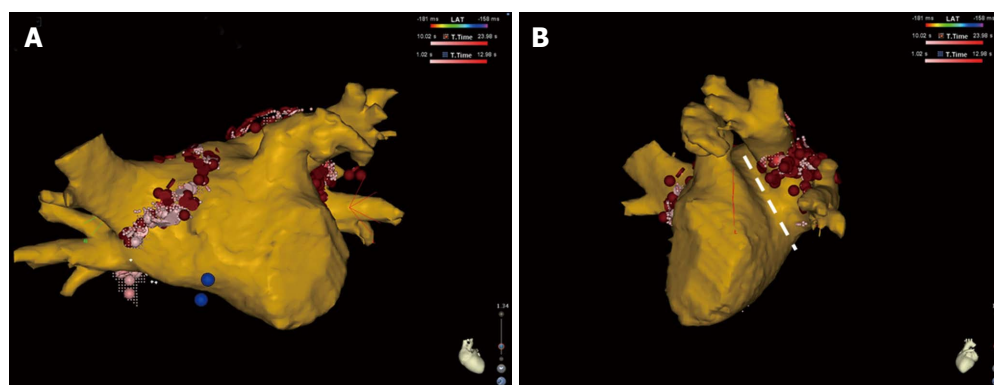 A
-181 ms LAT -158 ms
10.02 s T.Time 23.98 s
1.02 s T.Time 12.98 s
1.34
B
-181 ms LAT -158 ms
10.02 s T.Time 23.98 s
1.02 s T.Time 12.98 s